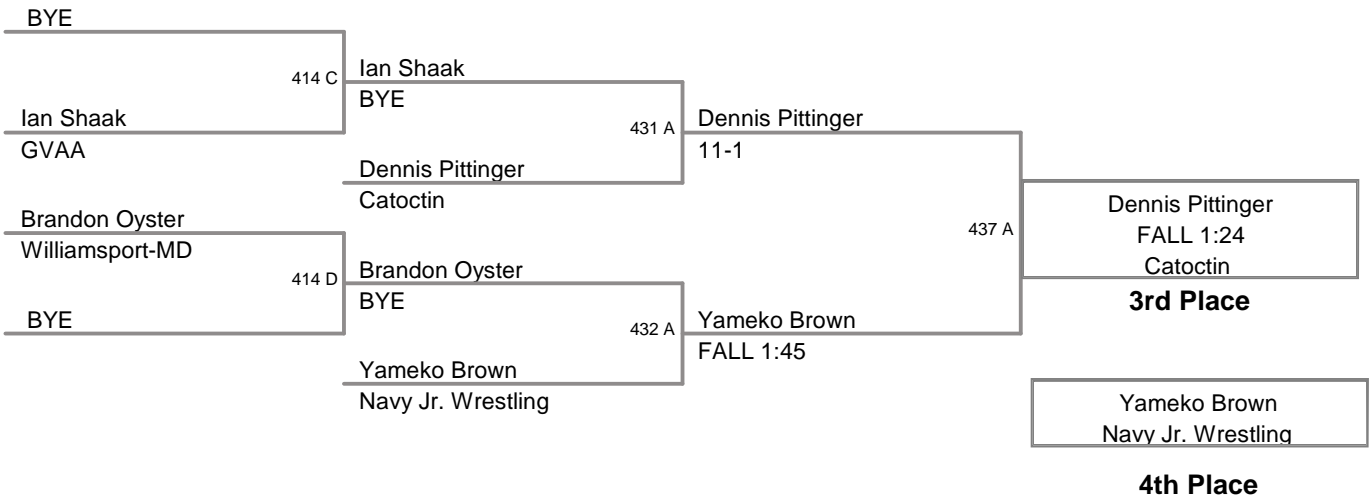 BYE
414 C
Ian Shaak
BYE
Ian Shaak
GVAA
431 A
Dennis Pittinger
11-1
Dennis Pittinger
Catoctin
Brandon Oyster
Williamsport-MD
414 D
Brandon Oyster
BYE
BYE
432 A
Yameko Brown
FALL 1:45
Yameko Brown
Navy Jr. Wrestling
437 A
Dennis Pittinger
FALL 1:24
Catoctin
3rd Place
Yameko Brown
Navy Jr. Wrestling
4th Place